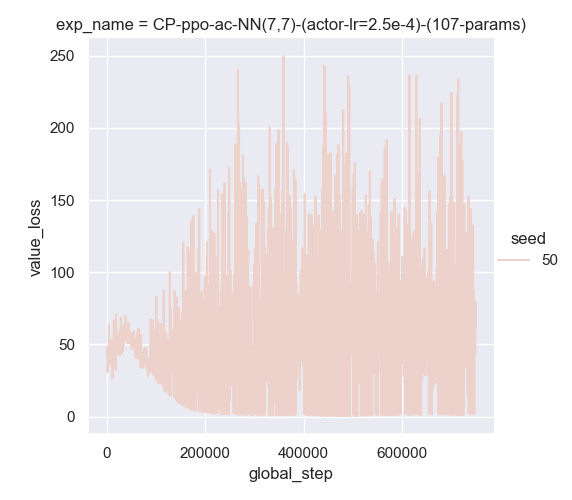 exp_name = CP-ppo-ac-NN(7,7)-(actor-lr=2.5e-4)-(107-params)
250
200
150
100
50
0
value_loss
0 200000 400000 600000
global_step
seed
50